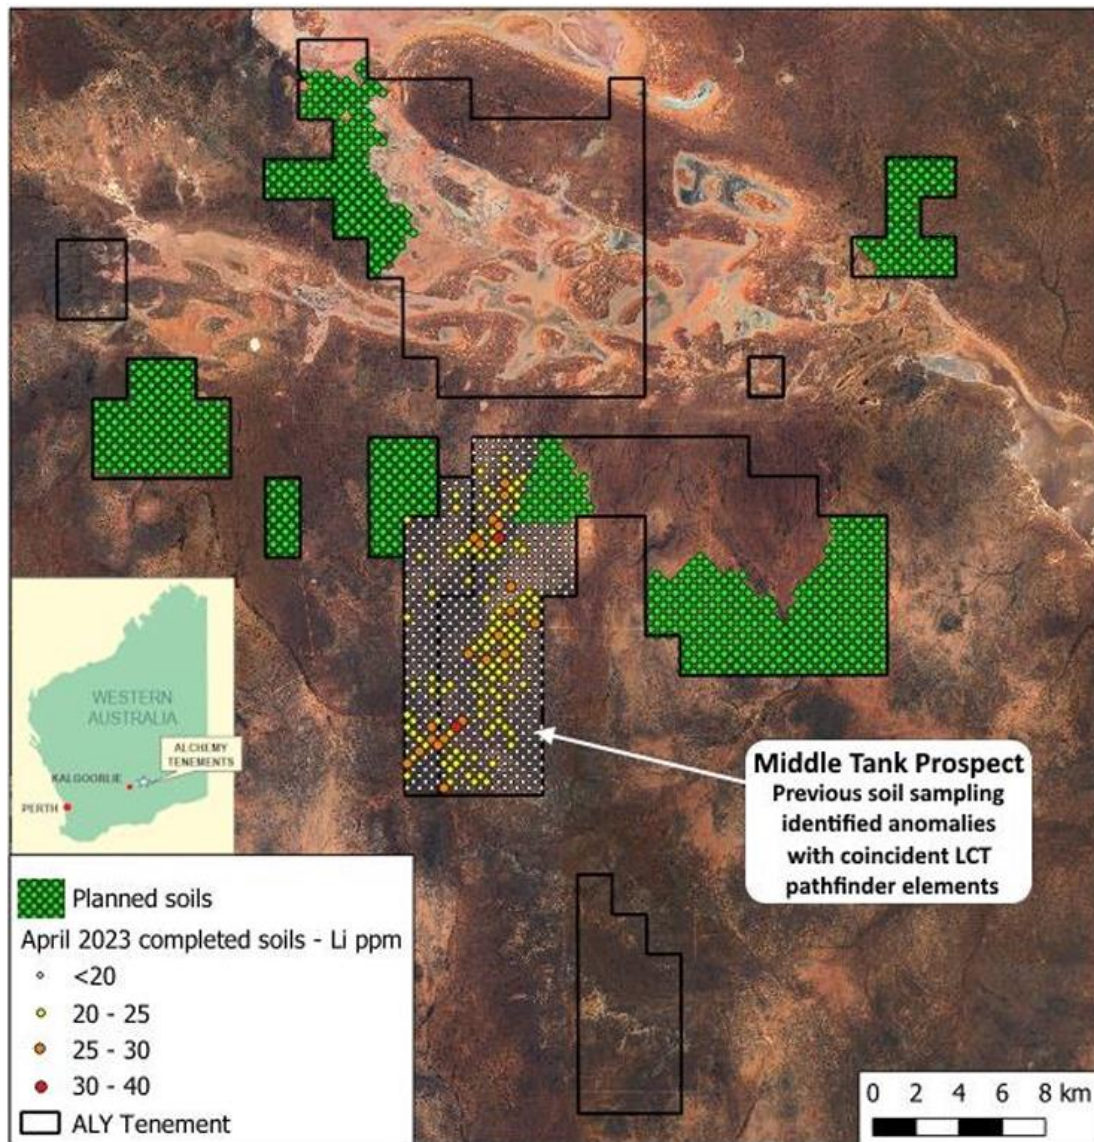 WESTERN
AUSTRALIA
ALCHEMY
TENEMENTS
KALGOORLIE
PERTH
Middle Tank Prospect
Previous soil sampling
identified anomalies
with coincident LCT
pathfinder elements
Planned soils
April 2023 completed soils - Li ppm
<20
20 - 25
25 - 30
30 - 40
ALY Tenement
0 2 4 6 8 km